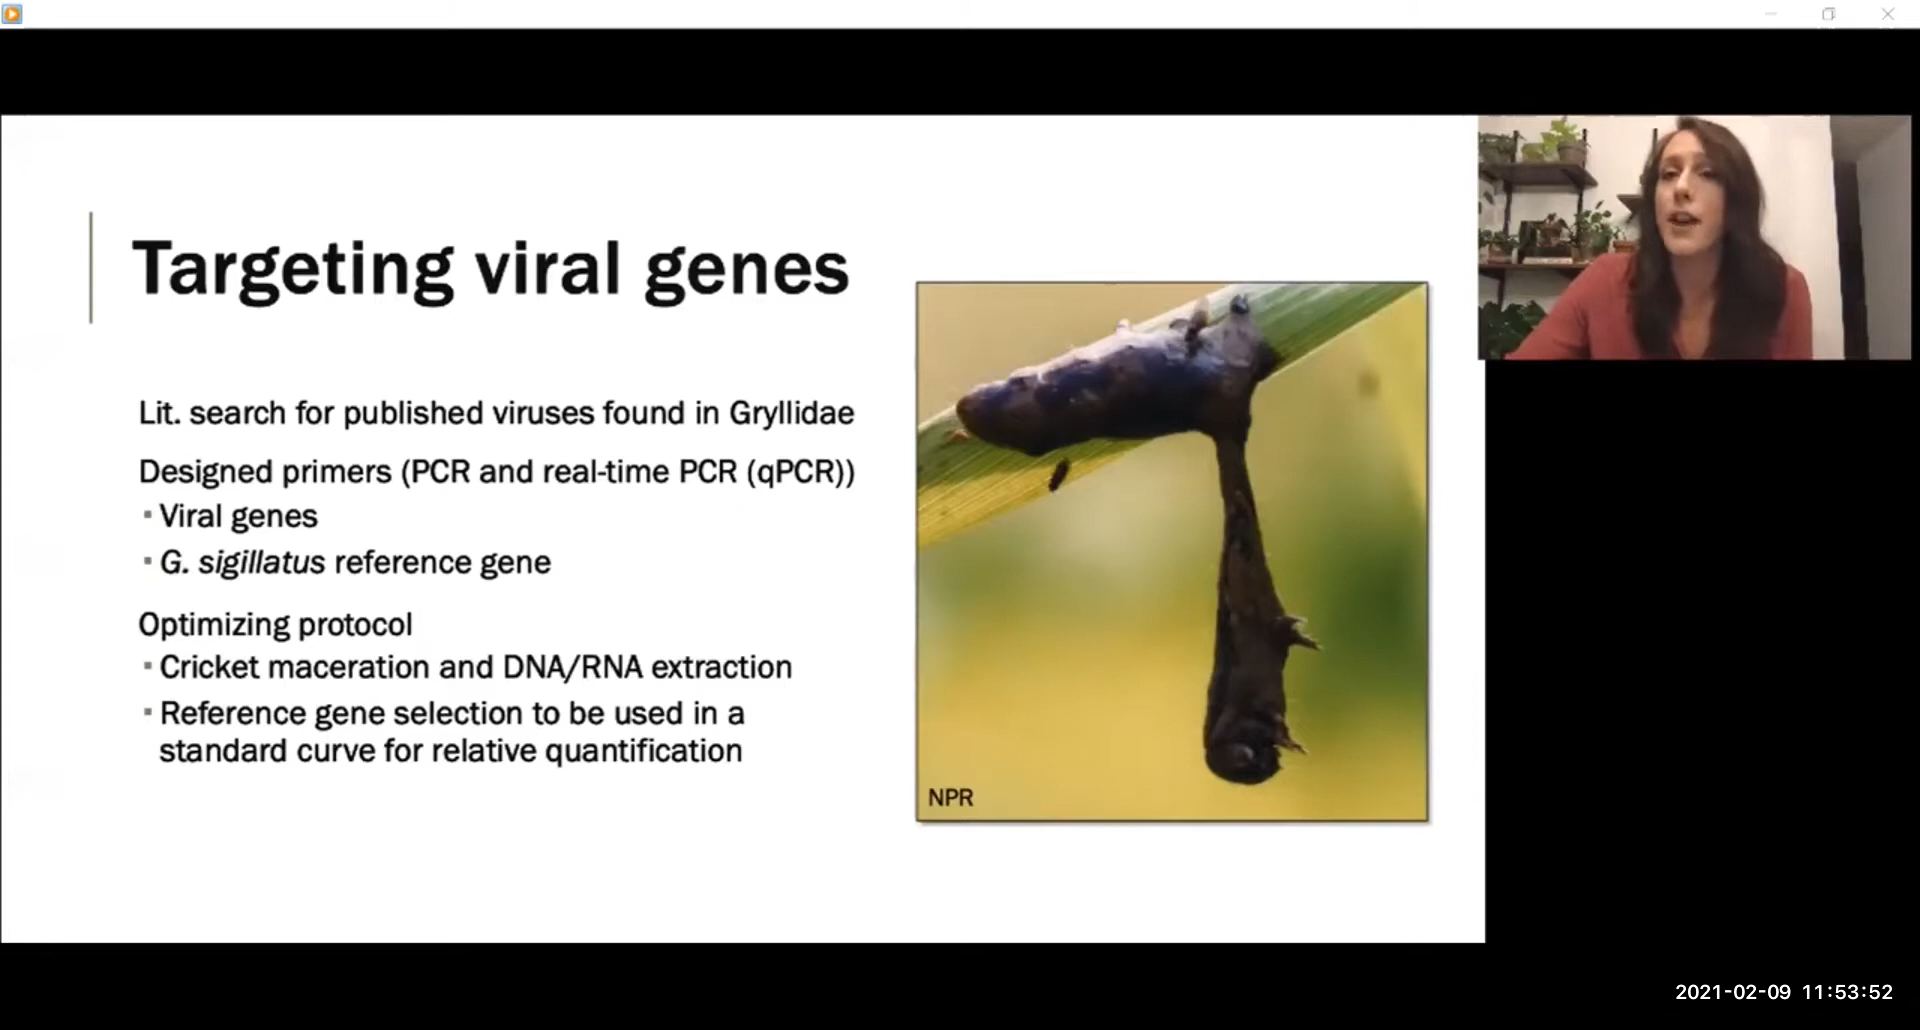 Targeting viral genes
Lit. search for published viruses found in Gryllidae
Designed primers (PCR and real-time PCR (qPCR))
▪ Viral genes
▪ G. sigillatus reference gene
Optimizing protocol
▪ Cricket maceration and DNA/RNA extraction
▪ Reference gene selection to be used in a
standard curve for relative quantification
NPR
2021-02-09 11:53:52